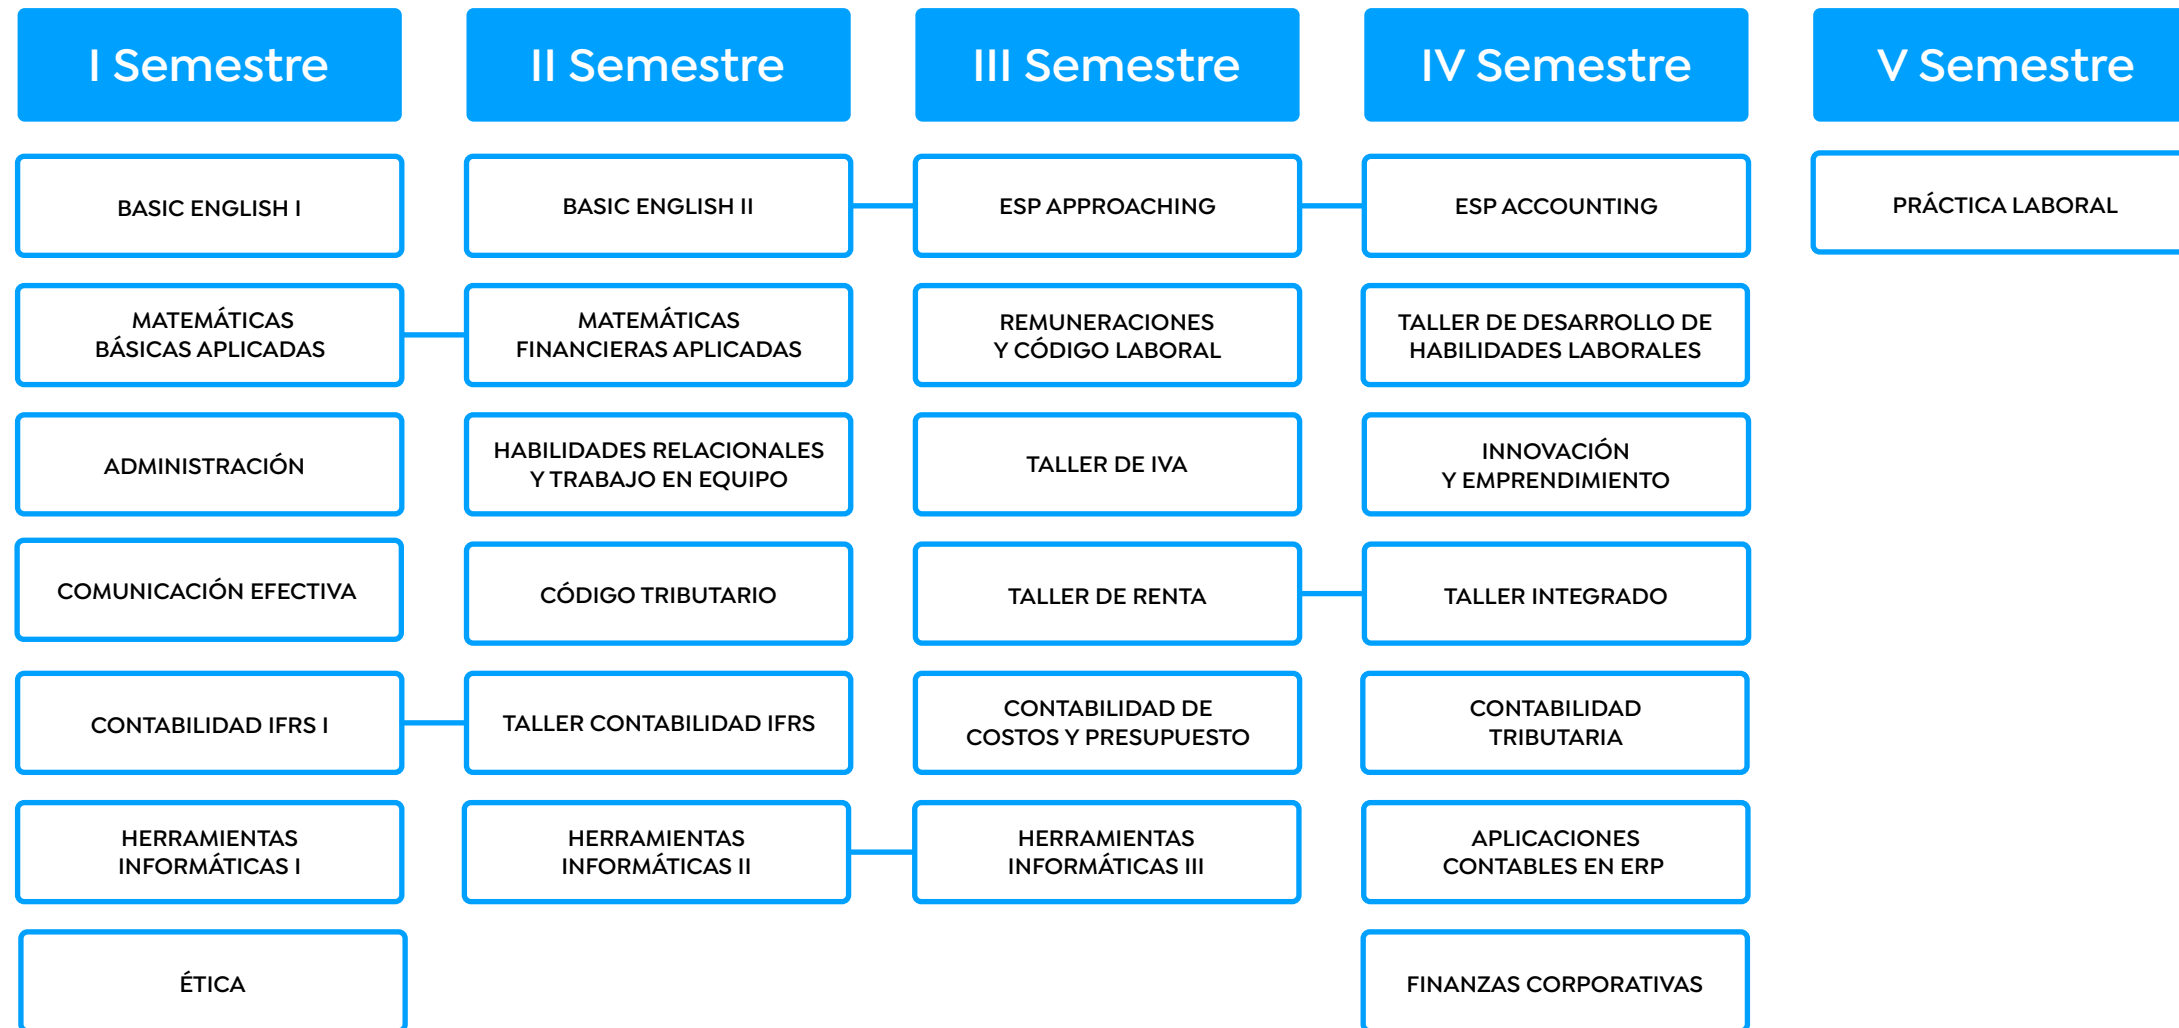 I Semestre
II Semestre
III Semestre
IV Semestre
V Semestre
BASIC ENGLISH I
BASIC ENGLISH II
ESP APPROACHING
ESP ACCOUNTING
PRÁCTICA LABORAL
MATEMÁTICAS
BÁSICAS APLICADAS
MATEMÁTICAS
FINANCIERAS APLICADAS
REMUNERACIONES
Y CÓDIGO LABORAL
TALLER DE DESARROLLO DE
HABILIDADES LABORALES
ADMINISTRACIÓN
HABILIDADES RELACIONALES
Y TRABAJO EN EQUIPO
TALLER DE IVA
INNOVACIÓN
Y EMPRENDIMIENTO
COMUNICACIÓN EFECTIVA
CÓDIGO TRIBUTARIO
TALLER DE RENTA
TALLER INTEGRADO
CONTABILIDAD IFRS I
TALLER CONTABILIDAD IFRS
CONTABILIDAD DE
COSTOS Y PRESUPUESTO
CONTABILIDAD
TRIBUTARIA
HERRAMIENTAS
INFORMÁTICAS I
HERRAMIENTAS
INFORMÁTICAS II
HERRAMIENTAS
INFORMÁTICAS III
APLICACIONES
CONTABLES EN ERP
ÉTICA
FINANZAS CORPORATIVAS